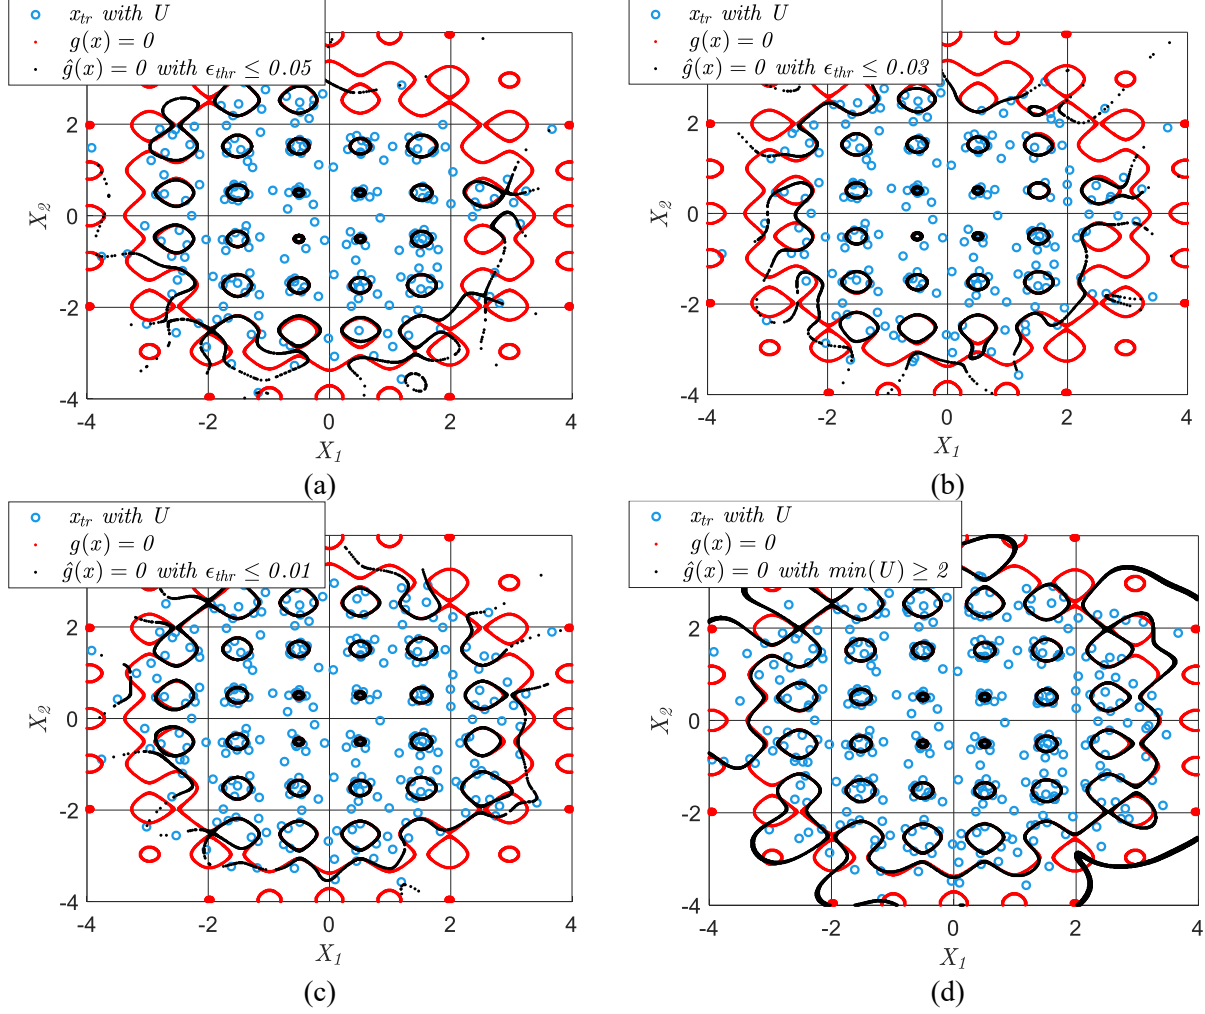 x_tr with U
g(x) = 0
ĝ(x) = 0 with ϵ_thr ≤ 0.05
2
0
-2
-4
X_2
-4 -2 0 2 4
X_1
(a)
x_tr with U
g(x) = 0
ĝ(x) = 0 with ϵ_thr ≤ 0.03
2
0
-2
-4
X_2
-4 -2 0 2 4
X_1
(b)
x_tr with U
g(x) = 0
ĝ(x) = 0 with ϵ_thr ≤ 0.01
2
0
-2
-4
X_2
-4 -2 0 2 4
X_1
(c)
x_tr with U
g(x) = 0
ĝ(x) = 0 with min(U) ≥ 2
2
0
-2
-4
X_2
-4 -2 0 2 4
X_1
(d)